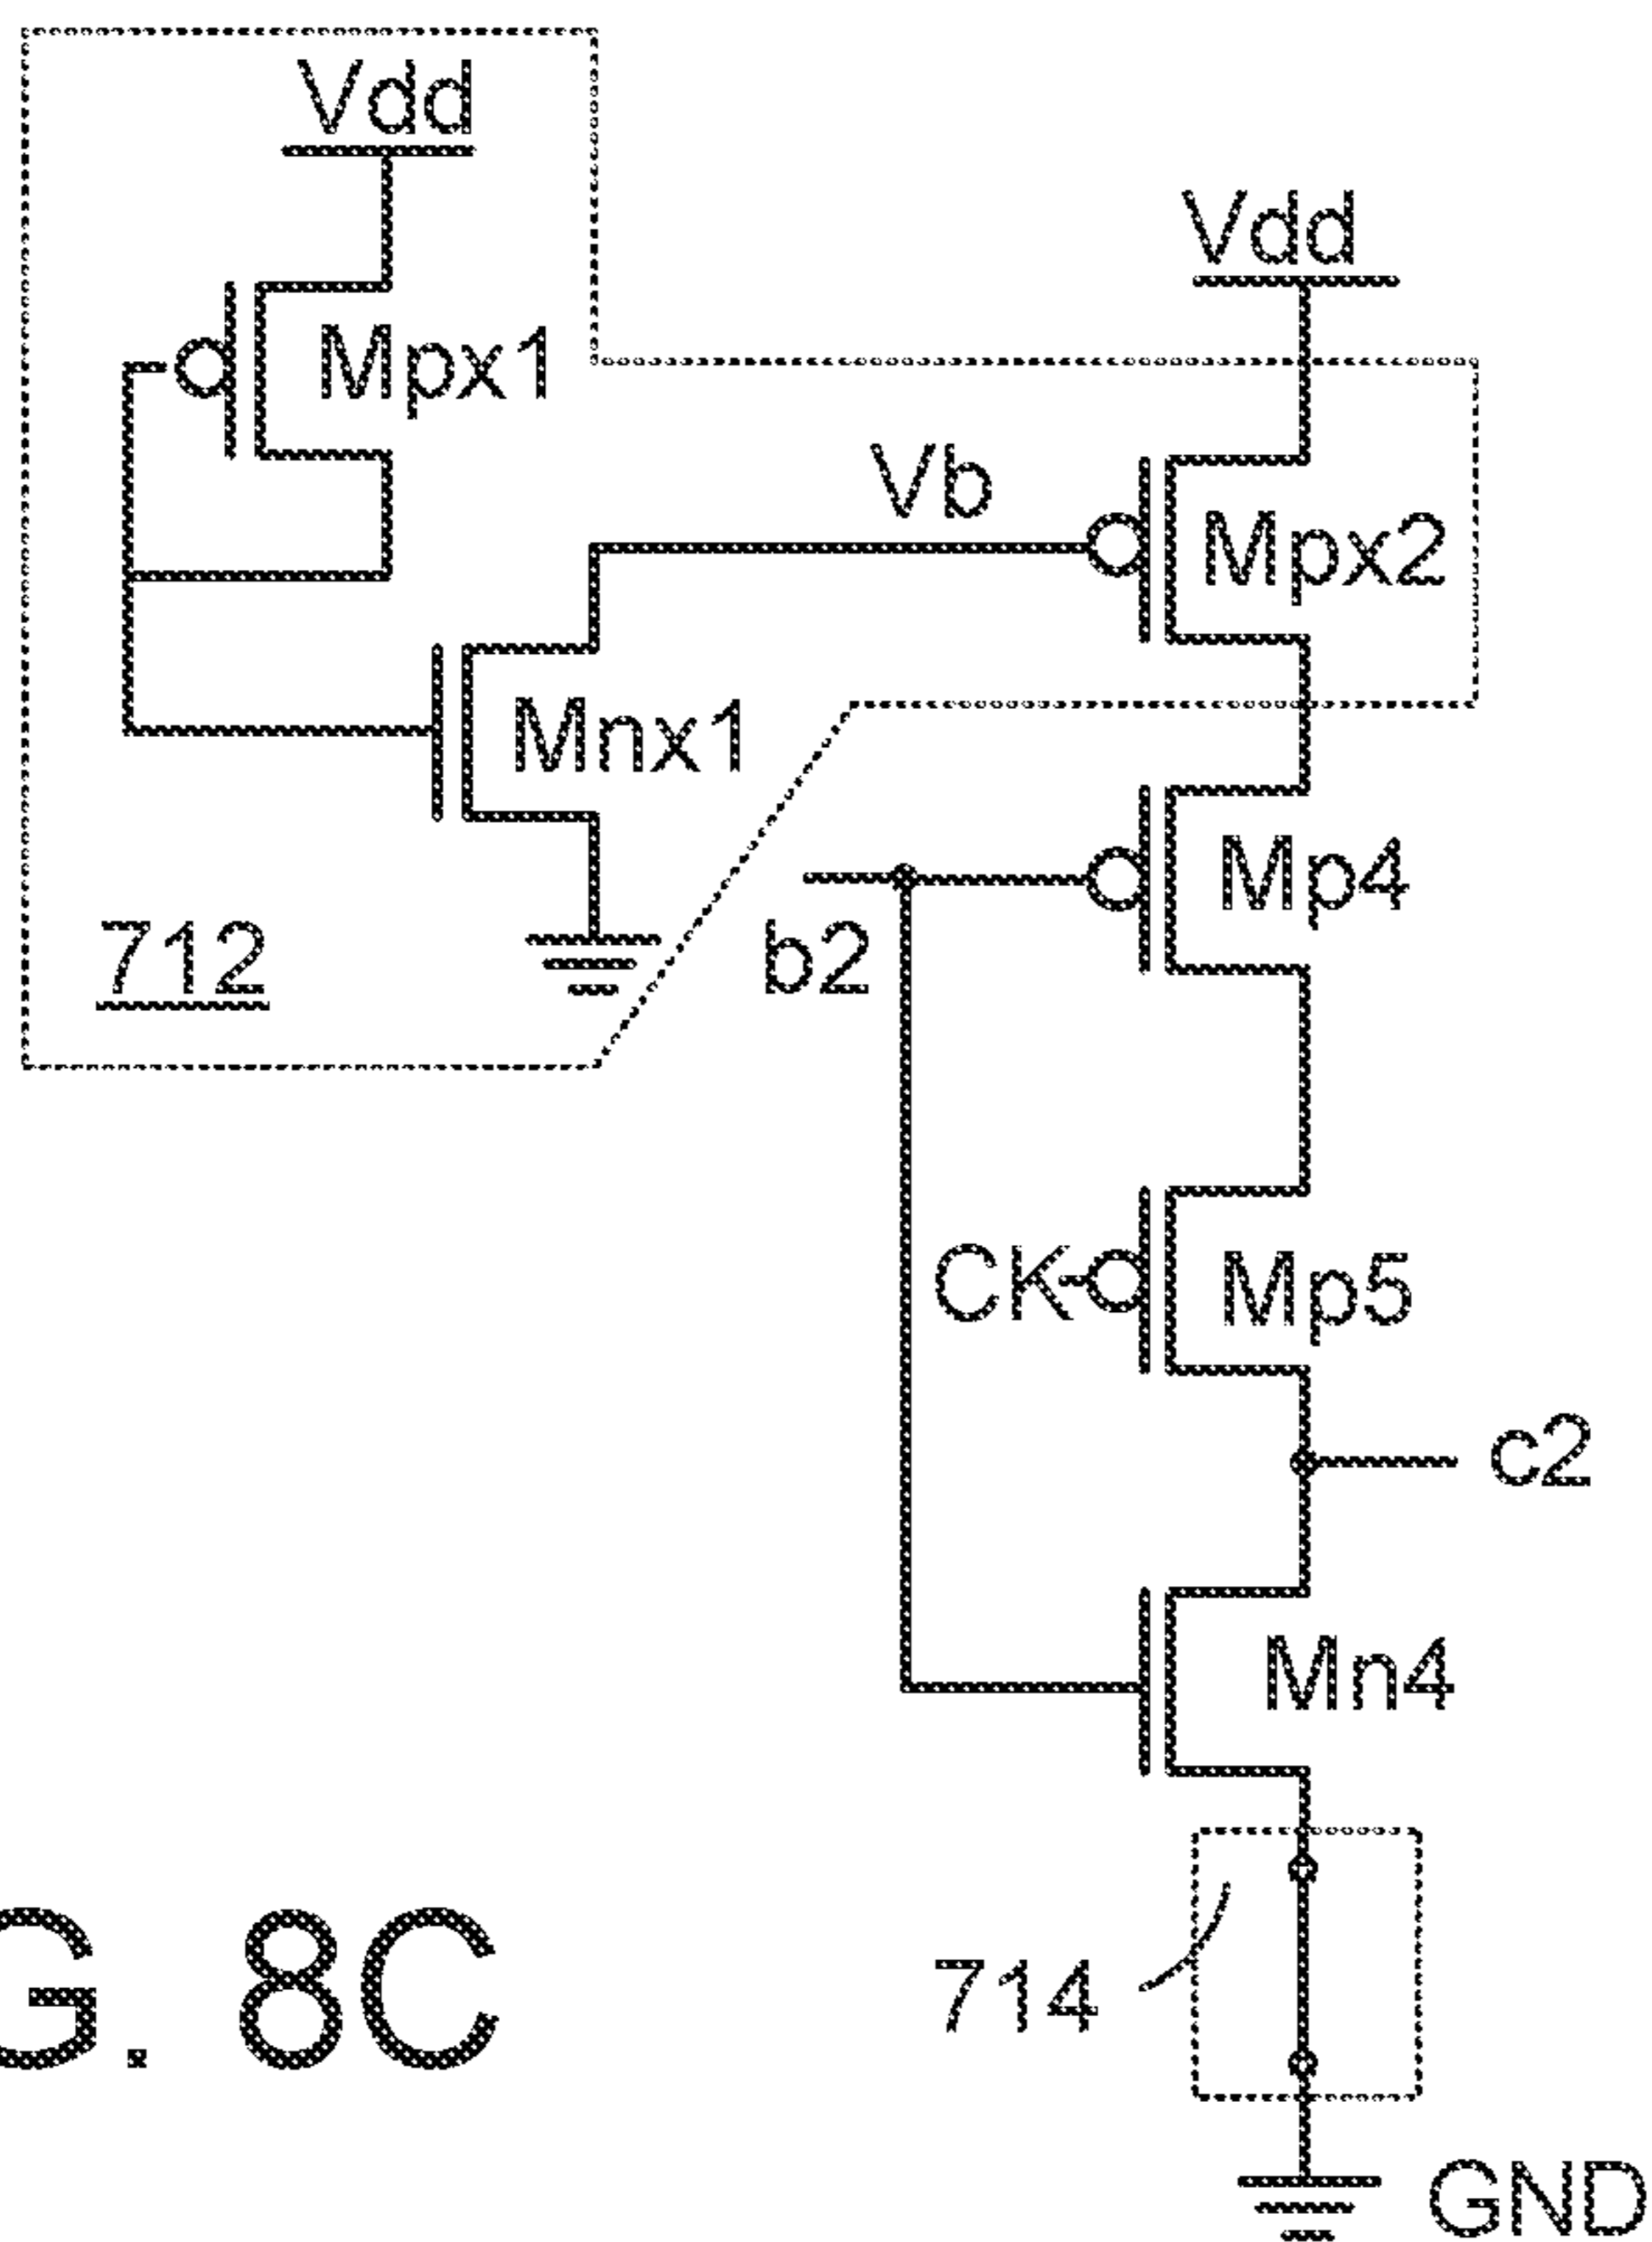 Vdd
Vdd
Mpx1
Vb
Mpx2
Mnx1
Mp4
712
b2
CK
Mp5
c2
Mn4
G. 8C
714
GND